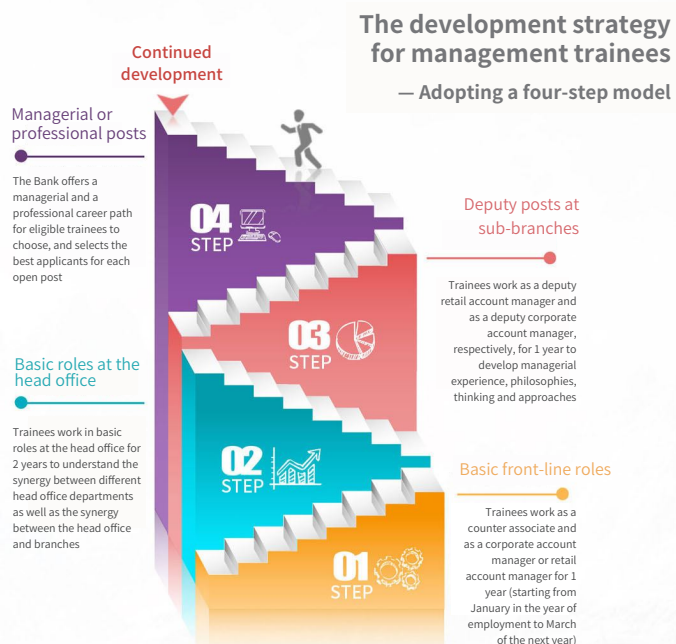 The development strategy
for management trainees
— Adopting a four-step model
Continued
development
Managerial or
professional posts
The Bank offers a
managerial and a
professional career path
for eligible trainees to
choose, and selects the
best applicants for each
open post
04
STEP
Deputy posts at
sub-branches
Trainees work as a deputy
retail account manager and
as a deputy corporate
account manager,
respectively, for 1 year to
develop managerial
experience, philosophies,
thinking and approaches
03
STEP
Basic roles at the
head office
Trainees work in basic
roles at the head office for
2 years to understand the
synergy between different
head office departments
as well as the synergy
between the head office
and branches
02
STEP
Basic front-line roles
Trainees work as a
counter associate and
as a corporate account
manager or retail
account manager for 1
year (starting from
January in the year of
employment to March
of the next year)
01
STEP